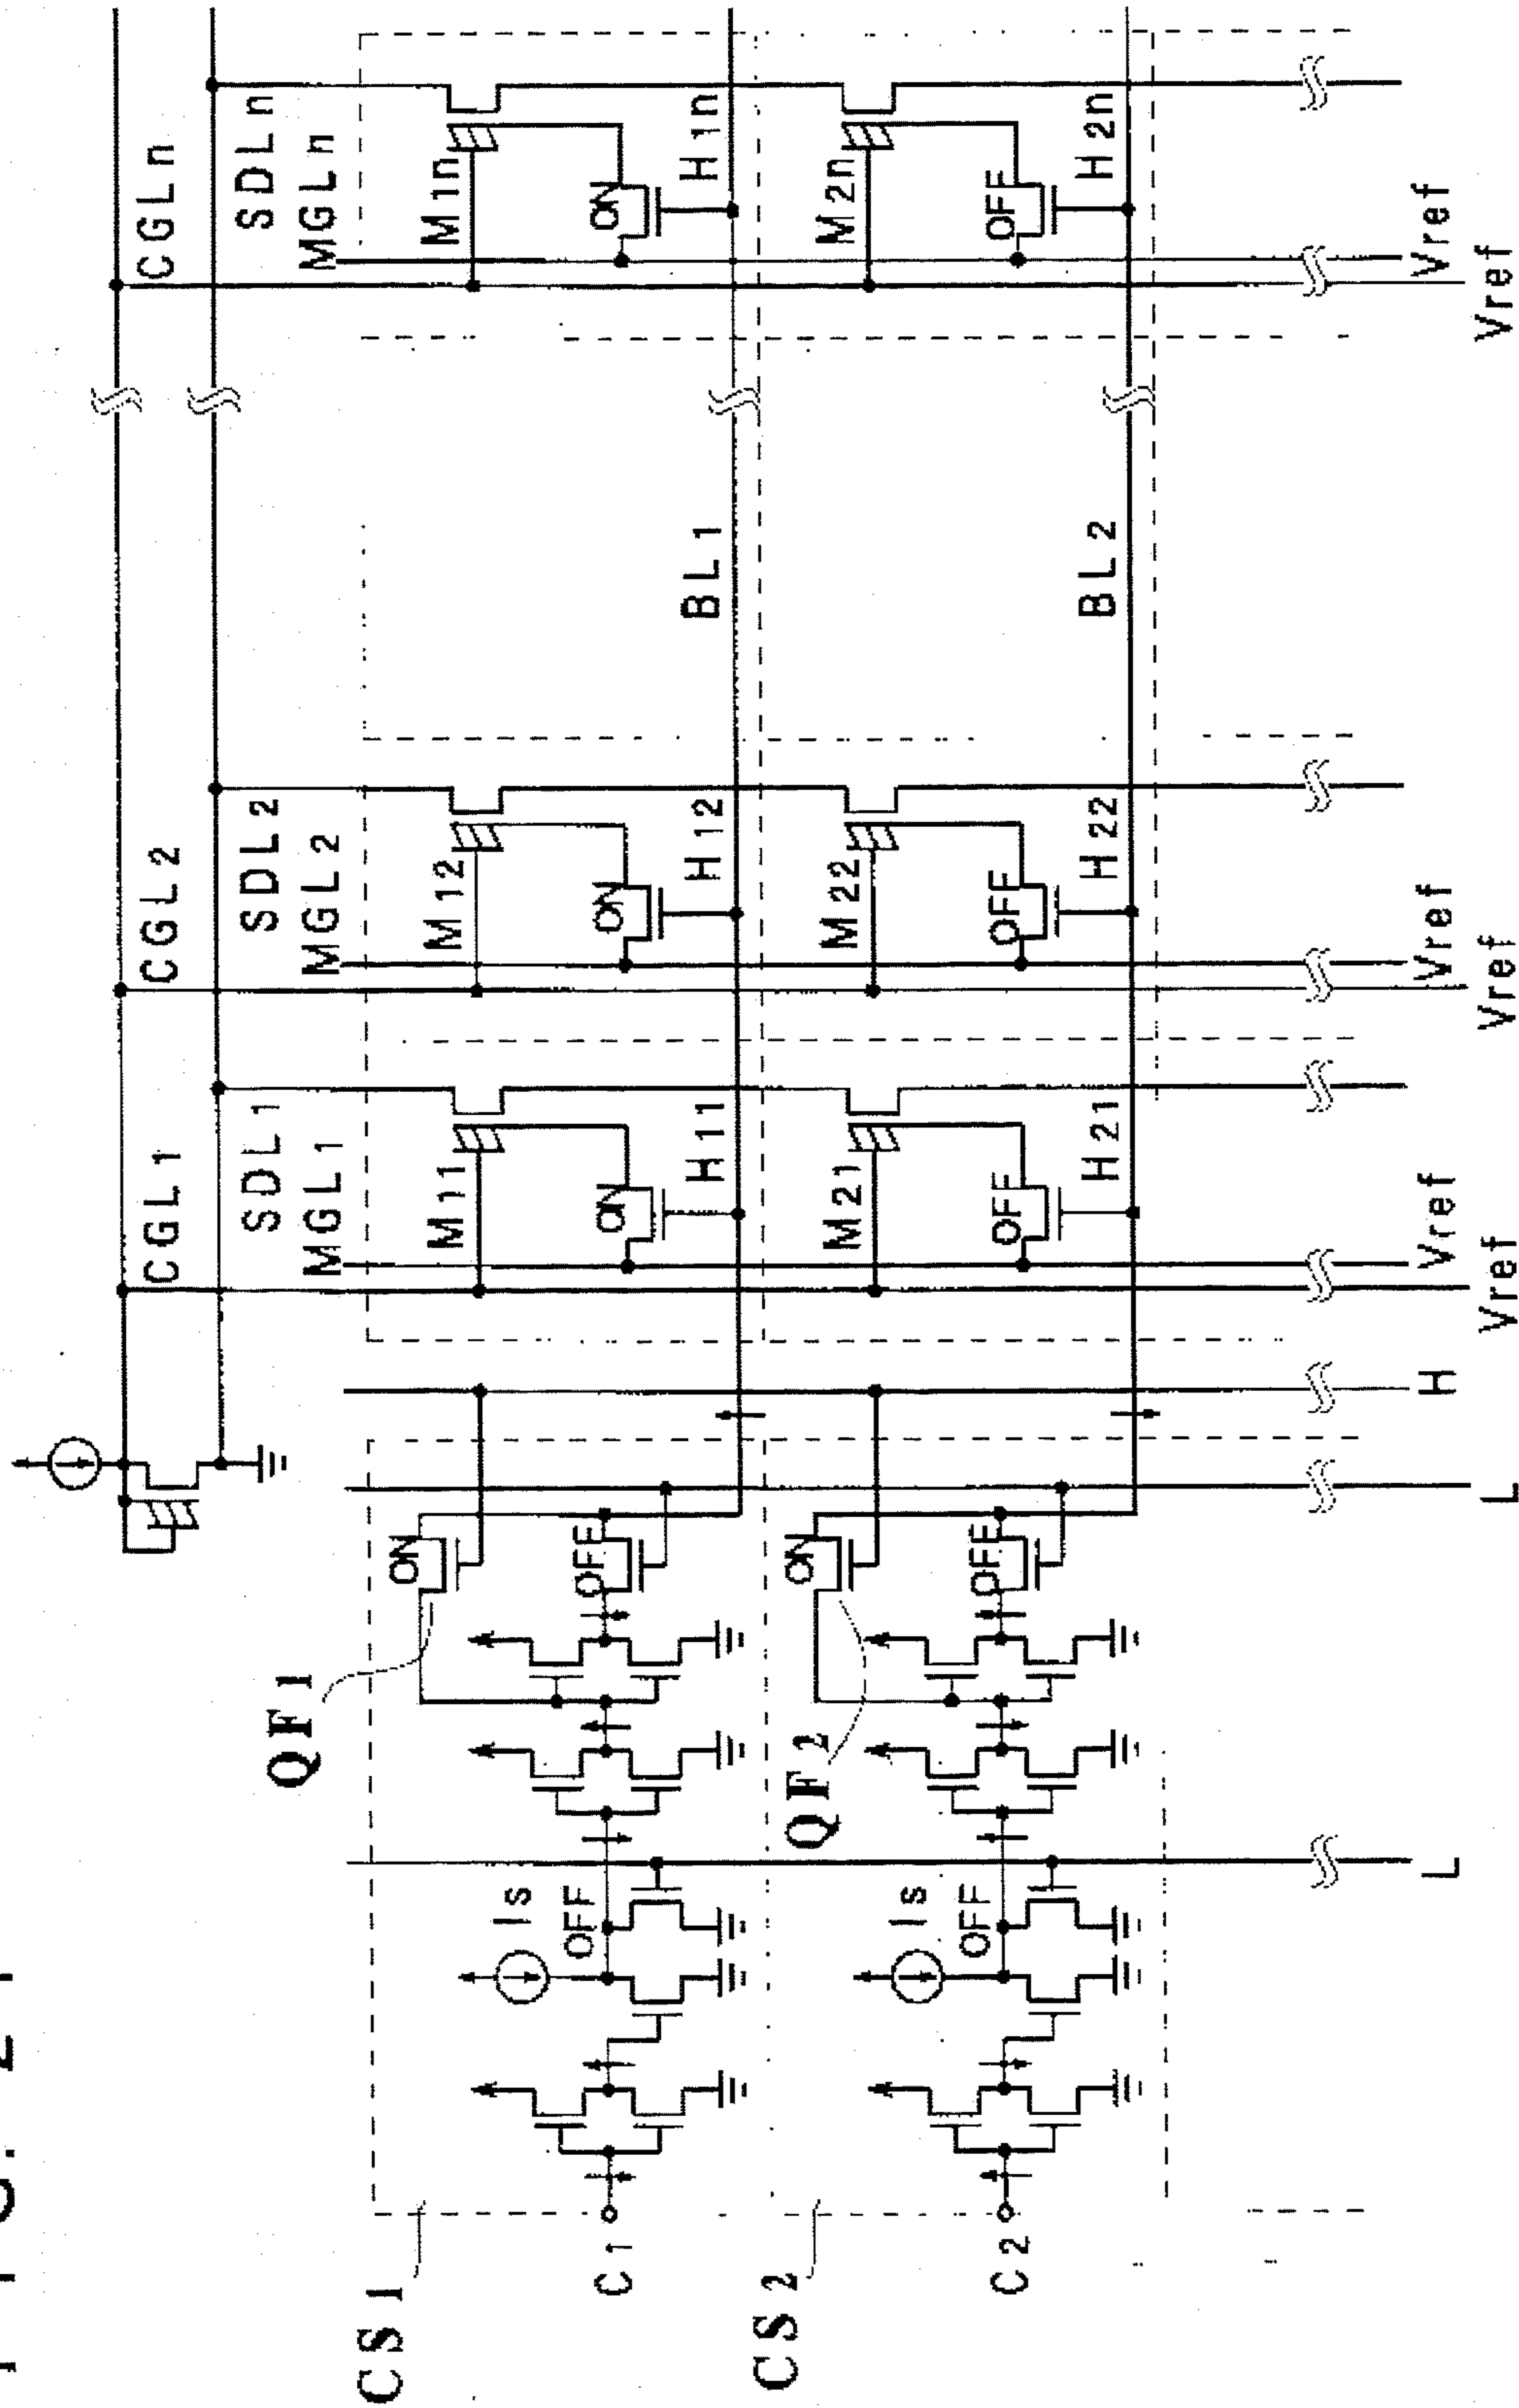 CGL1 CGL2 CGLn
SDL1 SDL2 SDLn
QF1
MGL1 MGL2 MGLn
CS1
ON
M11 M12 M1n
Is
OFF OFF ON ON ON
C1
H11 H12 BL1 H1n
CS2
QF2
ON
M21 M22 M2n
Is
OFF OFF OFF OFF OFF
C2
H21 H22 BL2 H2n
L H Vref Vref Vref
L Vref Vref Vref